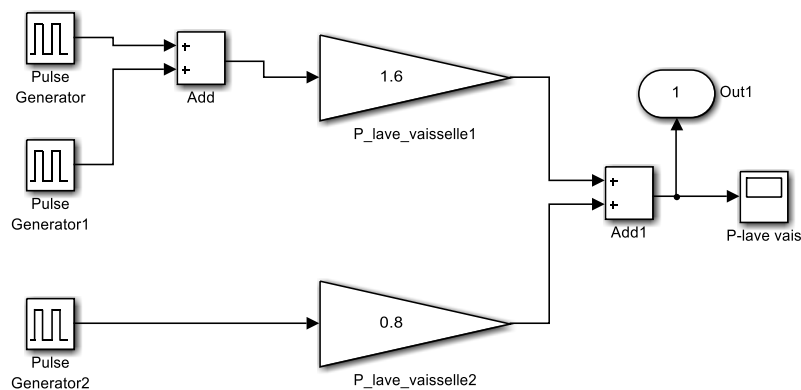 Pulse
Generator
+
+
Add
1.6
P_lave_vaisselle1
Pulse
Generator1
1
Out1
+
+
Add1
P-lave vais
Pulse
Generator2
0.8
P_lave_vaisselle2